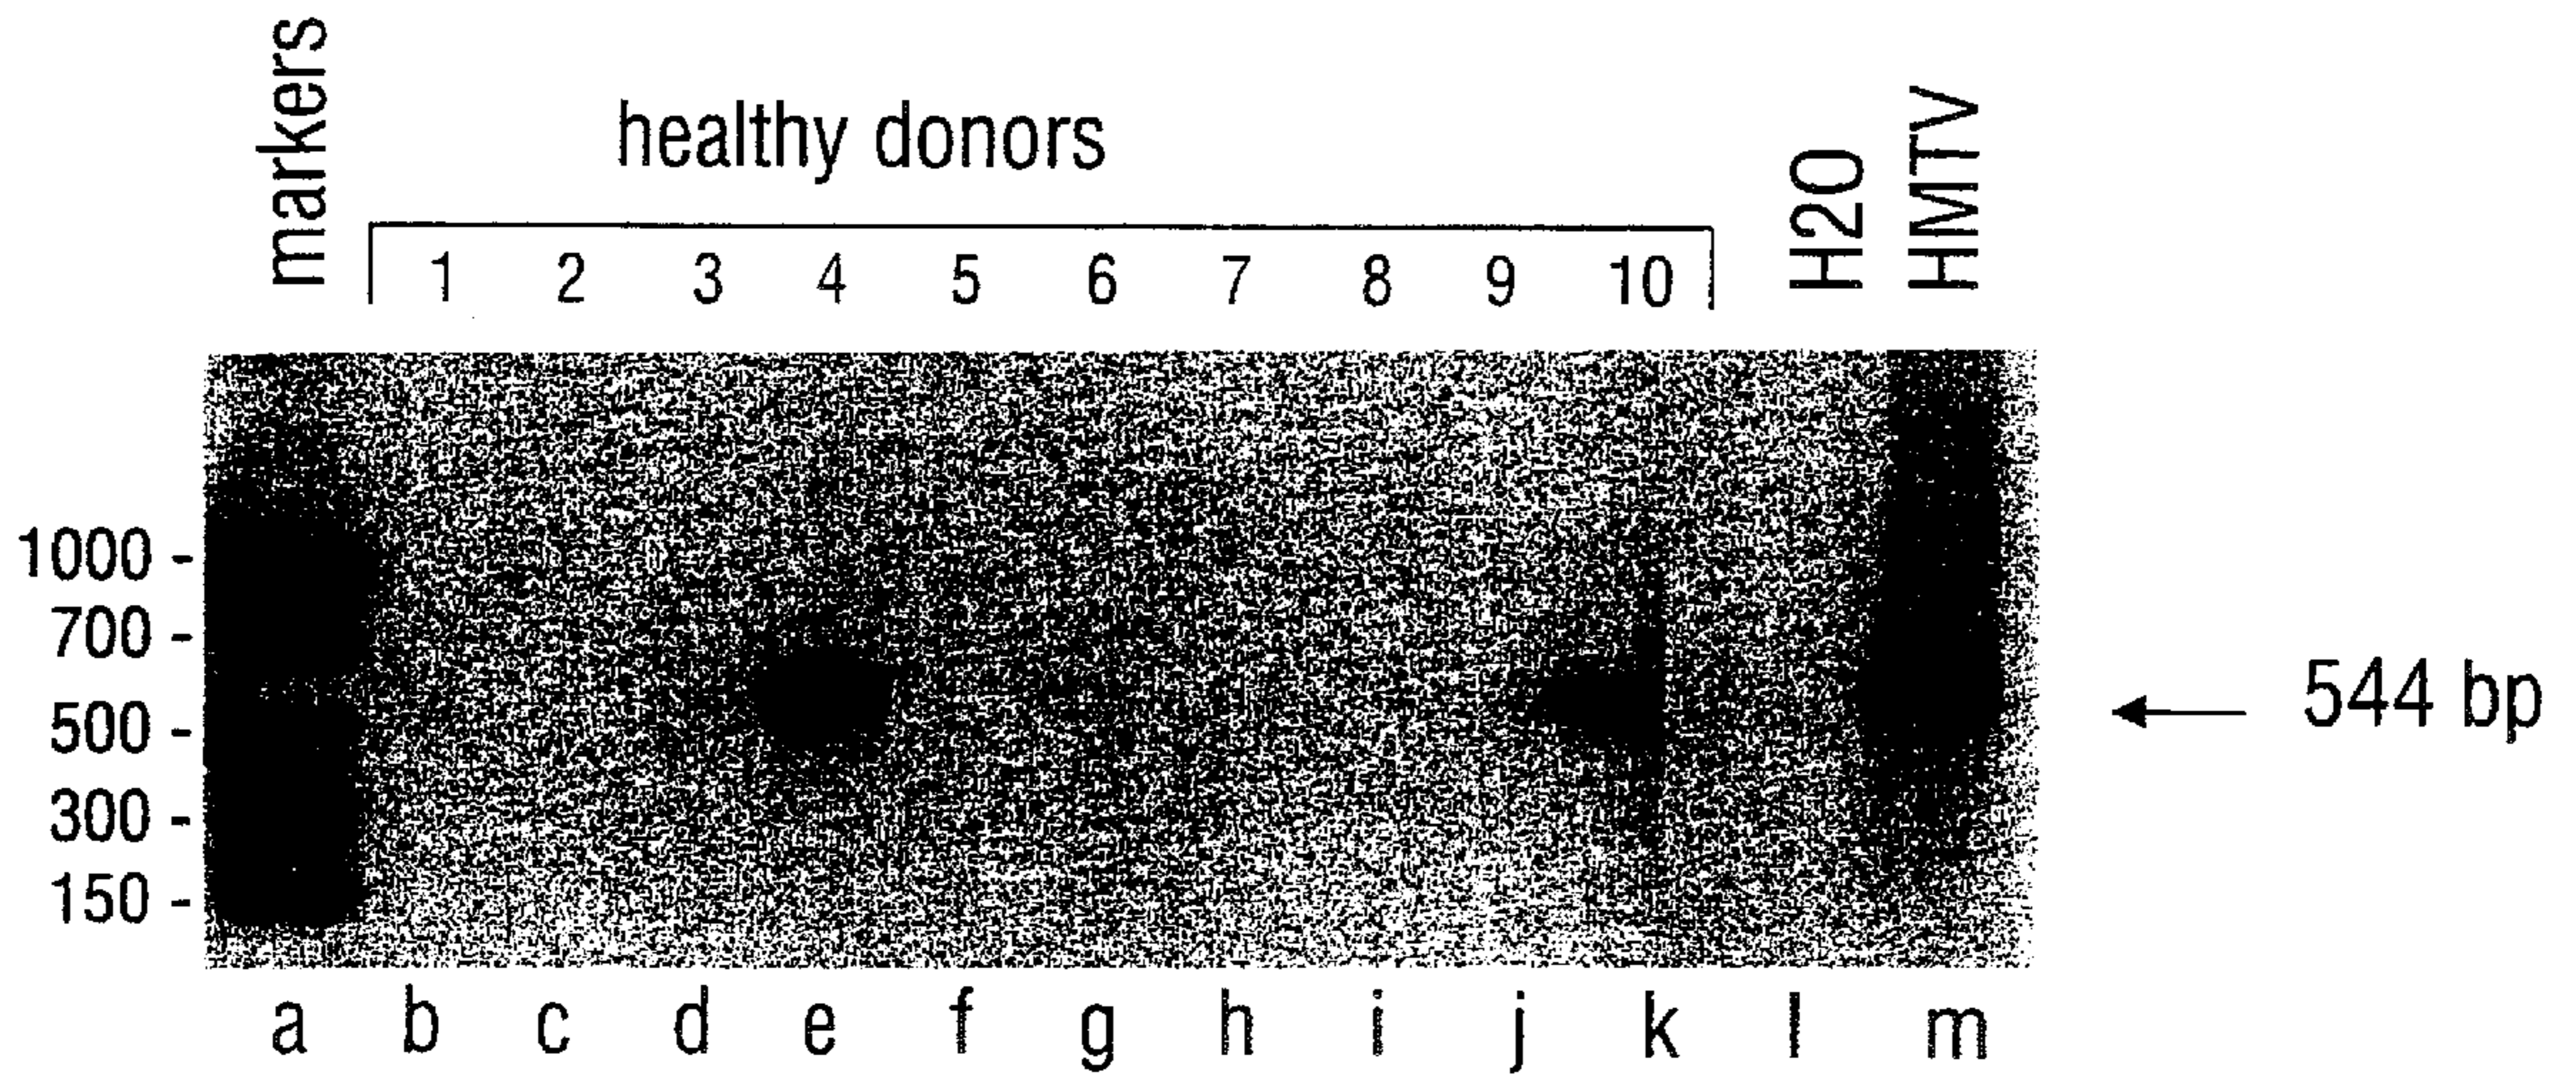 markers
healthy donors
H2O
HMTV
1 2 3 4 5 6 7 8 9 10
1000 -
700 -
500 -
300 -
150 -
544 bp
a b c d e f g h i j k l m